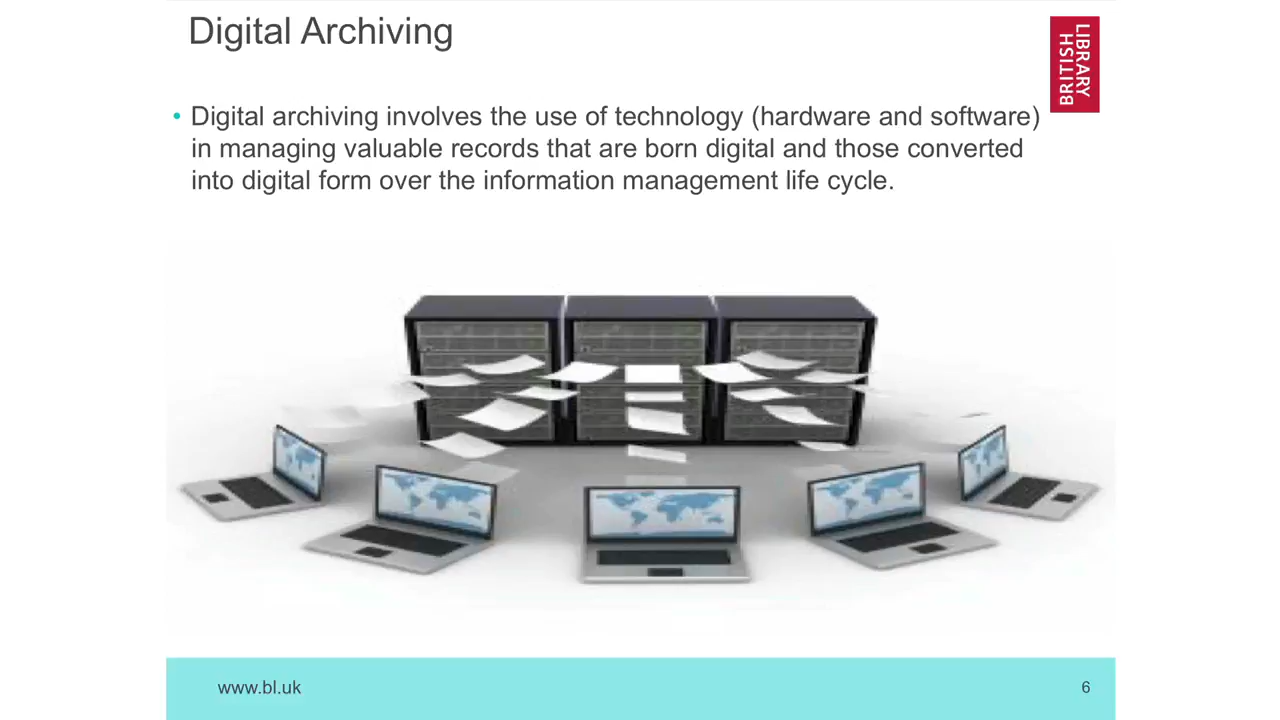 Digital Archiving
BRITISH
LIBRARY
• Digital archiving involves the use of technology (hardware and software)
in managing valuable records that are born digital and those converted
into digital form over the information management life cycle.
www.bl.uk
6